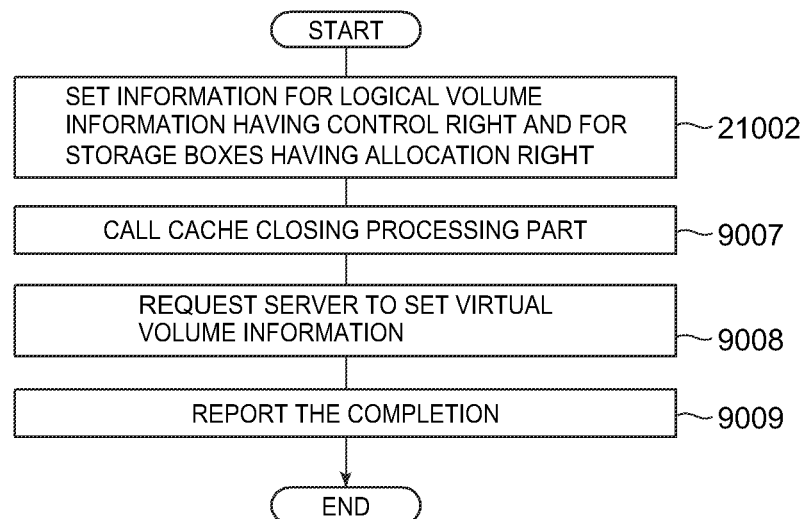 START
SET INFORMATION FOR LOGICAL VOLUME
INFORMATION HAVING CONTROL RIGHT AND FOR
STORAGE BOXES HAVING ALLOCATION RIGHT
21002
CALL CACHE CLOSING PROCESSING PART
9007
REQUEST SERVER TO SET VIRTUAL
VOLUME INFORMATION
9008
REPORT THE COMPLETION
9009
END